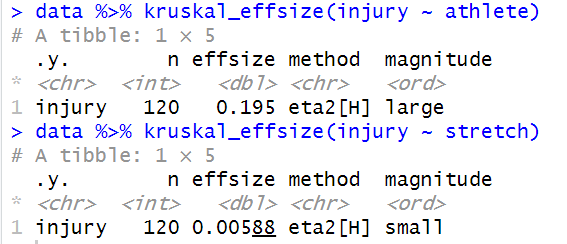 > data %>% kruskal_effsize(injury ~ athlete)
# A tibble: 1 × 5
.y. n effsize method magnitude
* <chr> <int> <dbl> <chr> <ord>
1 injury 120 0.195 eta2[H] large
> data %>% kruskal_effsize(injury ~ stretch)
# A tibble: 1 × 5
.y. n effsize method magnitude
* <chr> <int> <dbl> <chr> <ord>
1 injury 120 0.00588 eta2[H] small